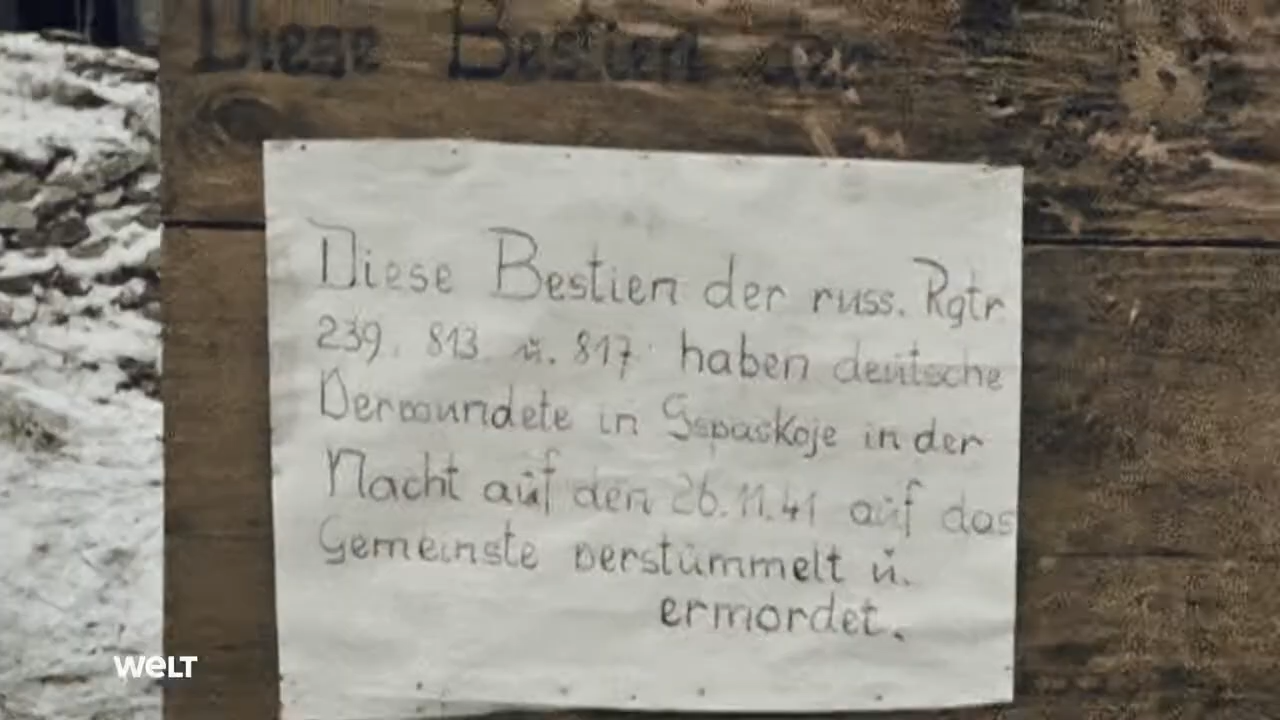 Diese Bestien der
Diese Bestien der russ. Rgtr
239. 813 u. 817 haben deutsche
Verwundete in Sspaskoje in der
Nacht auf den 26.11.41 auf das
Gemeinste verstümmelt u.
ermordet.
WELT